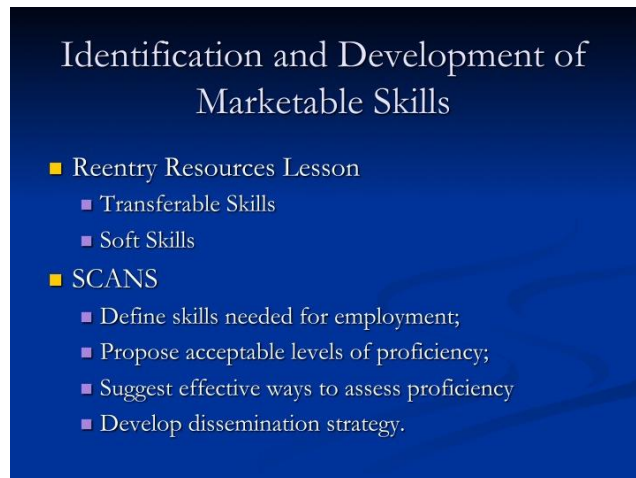 Identification and Development of
Marketable Skills
Reentry Resources Lesson
Transferable Skills
Soft Skills
SCANS
Define skills needed for employment;
Propose acceptable levels of proficiency;
Suggest effective ways to assess proficiency
Develop dissemination strategy.